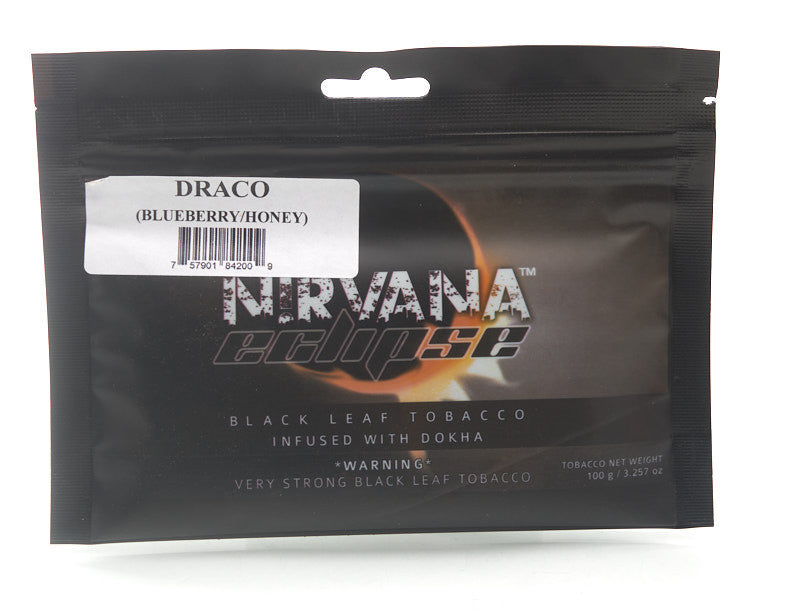 DRACO
(BLUEBERRY/HONEY)
7 57901 84200 9
NIRVANA™
eclipse
BLACK LEAF TOBACCO
INFUSED WITH DOKHA
*WARNING*
VERY STRONG BLACK LEAF TOBACCO
TOBACCO NET WEIGHT
100 g / 3.257 oz